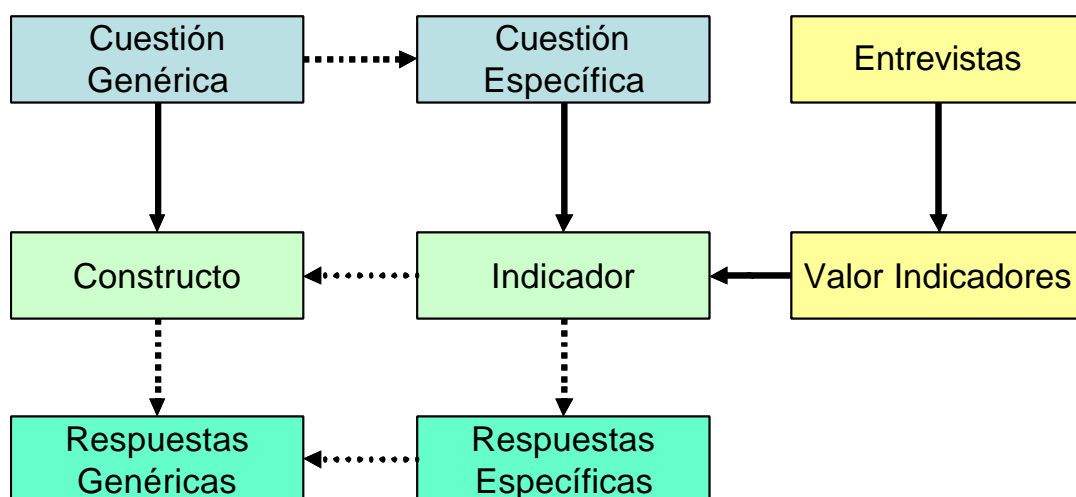 Cuestión
Genérica
Cuestión
Específica
Entrevistas
Constructo
Indicador
Valor Indicadores
Respuestas
Genéricas
Respuestas
Específicas